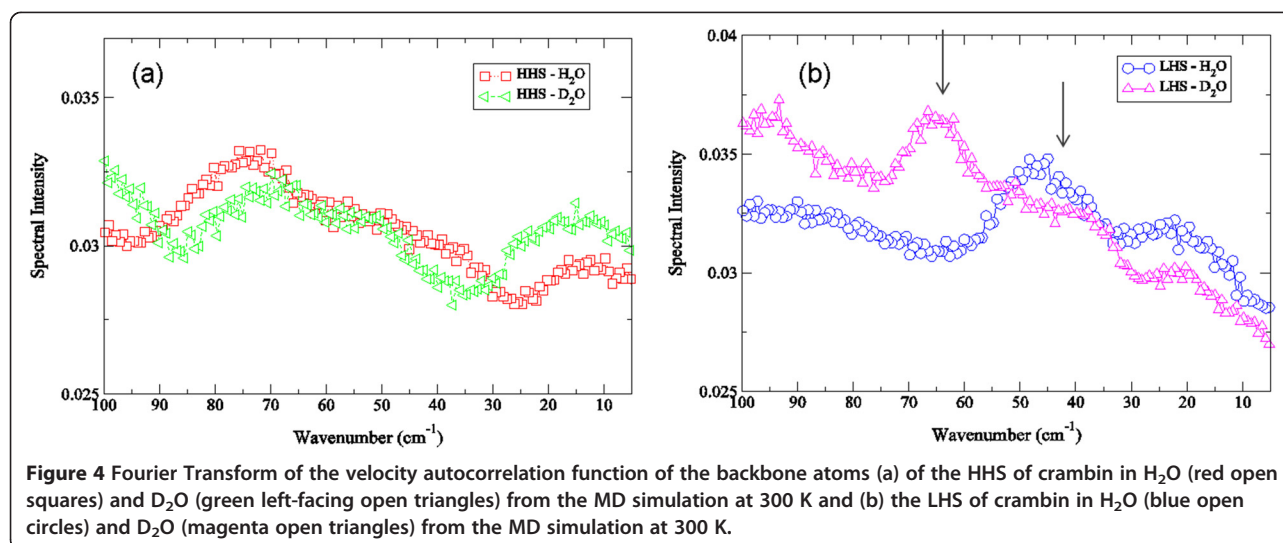 (a)
HHS - H₂O
HHS - D₂O
0.035
0.03
0.025
Spectral Intensity
100 90 80 70 60 50 40 30 20 10
Wavenumber (cm⁻¹)
(b)
LHS - H₂O
LHS - D₂O
0.04
0.035
0.03
0.025
Spectral Intensity
100 90 80 70 60 50 40 30 20 10
Wavenumber (cm⁻¹)
Figure 4 Fourier Transform of the velocity autocorrelation function of the backbone atoms (a) of the HHS of crambin in H₂O (red open
squares) and D₂O (green left-facing open triangles) from the MD simulation at 300 K and (b) the LHS of crambin in H₂O (blue open
circles) and D₂O (magenta open triangles) from the MD simulation at 300 K.